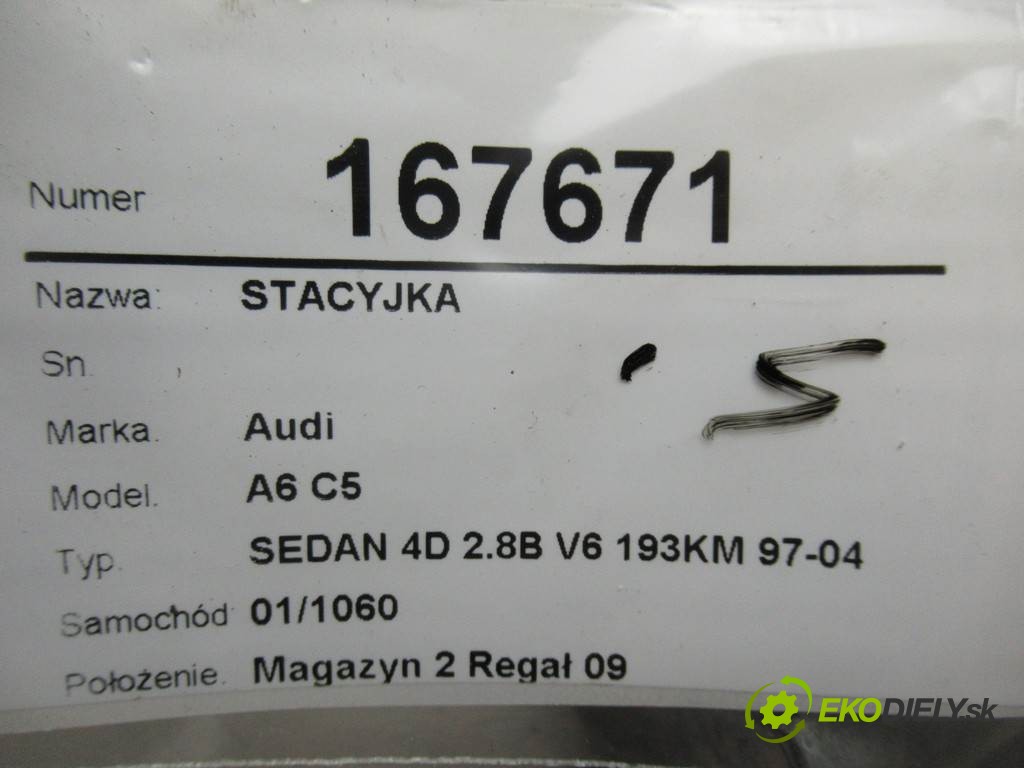 Numer 167671
Nazwa: STACYJKA
Sn.
Marka. Audi
Model. A6 C5
Typ. SEDAN 4D 2.8B V6 193KM 97-04
Samochód 01/1060
Położenie. Magazyn 2 Regał 09
EKODIELY.sk